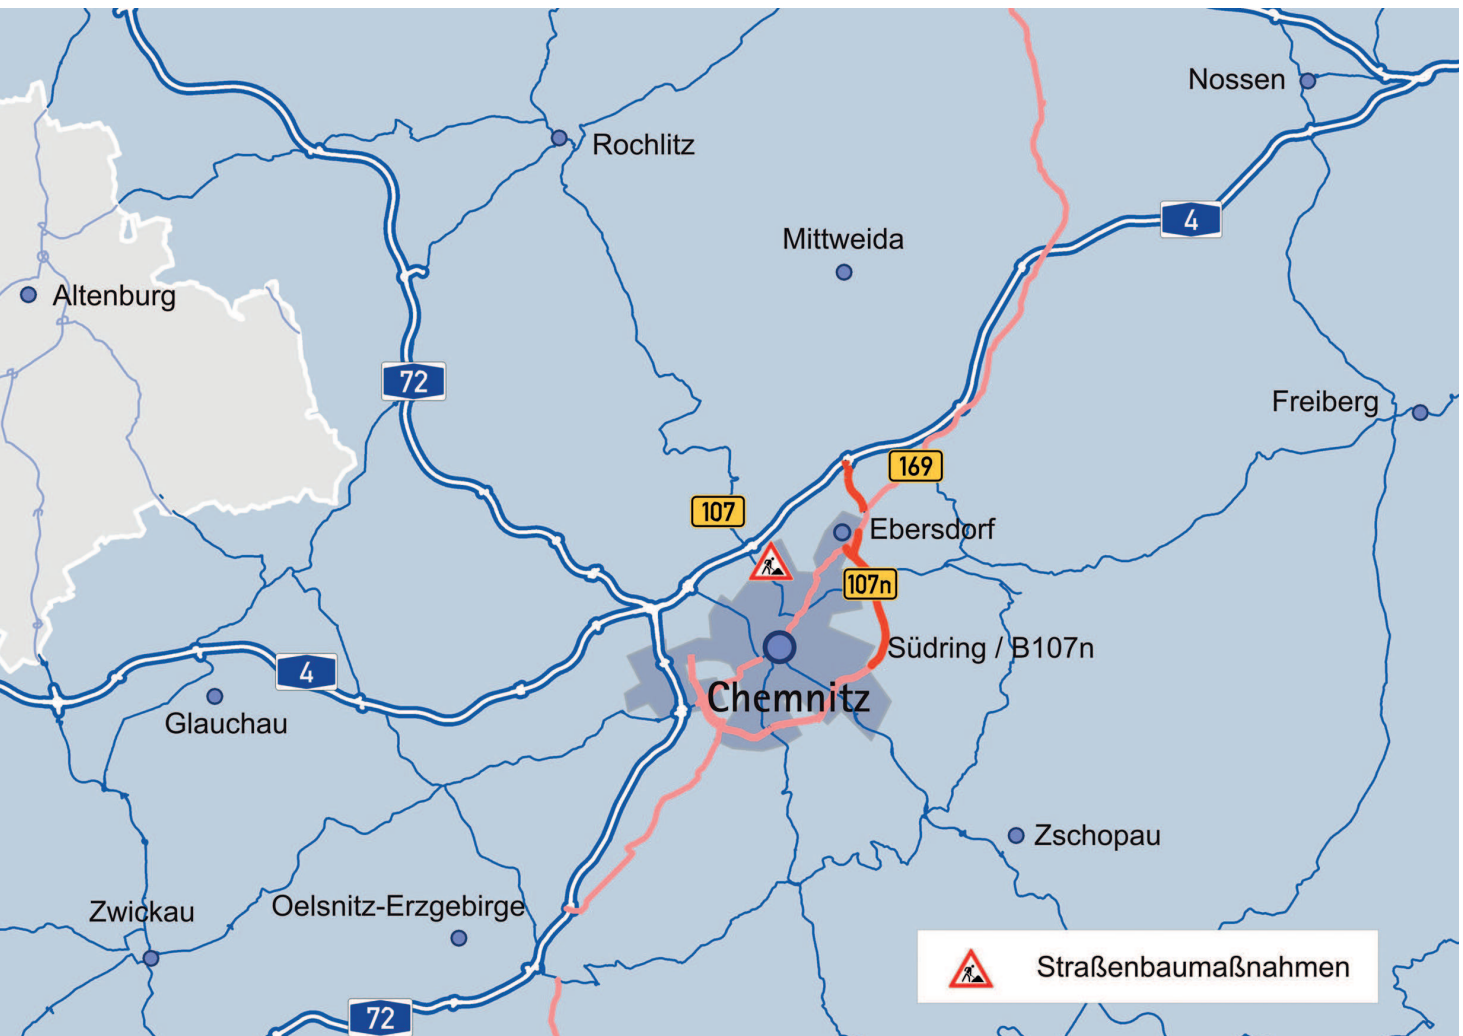 Nossen
Rochlitz
4
Mittweida
Altenburg
72
Freiberg
169
107
Ebersdorf
107n
Südring / B107n
4
Chemnitz
Glauchau
Zschopau
Oelsnitz-Erzgebirge
Zwickau
Straßenbaumaßnahmen
72